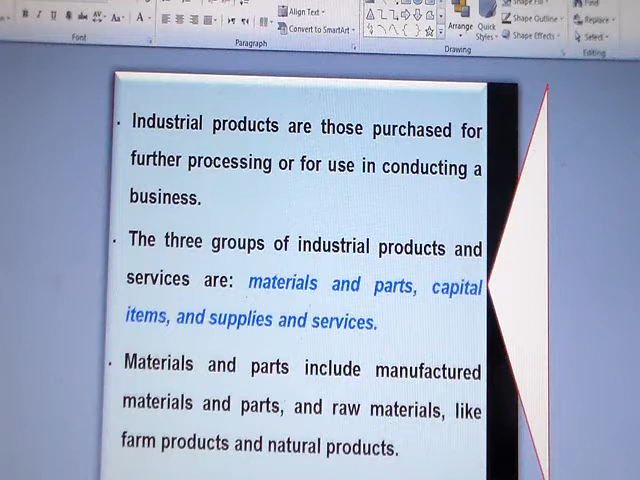 Shape Fill
Find
Align Text
Shape Outline
Replace
Convert to SmartArt
Arrange
Quick
Styles
Shape Effects
Select
Font
Paragraph
Drawing
Editing
Industrial products are those purchased for
further processing or for use in conducting a
business.
The three groups of industrial products and
services are: materials and parts, capital
items, and supplies and services.
Materials and parts include manufactured
materials and parts, and raw materials, like
farm products and natural products.